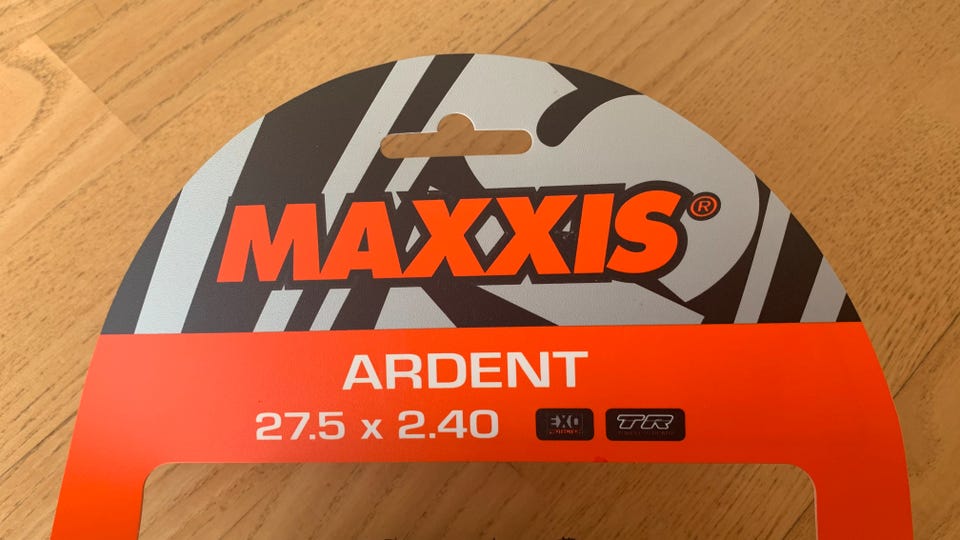 MAXXIS®
ARDENT
27.5 x 2.40 EXO TR